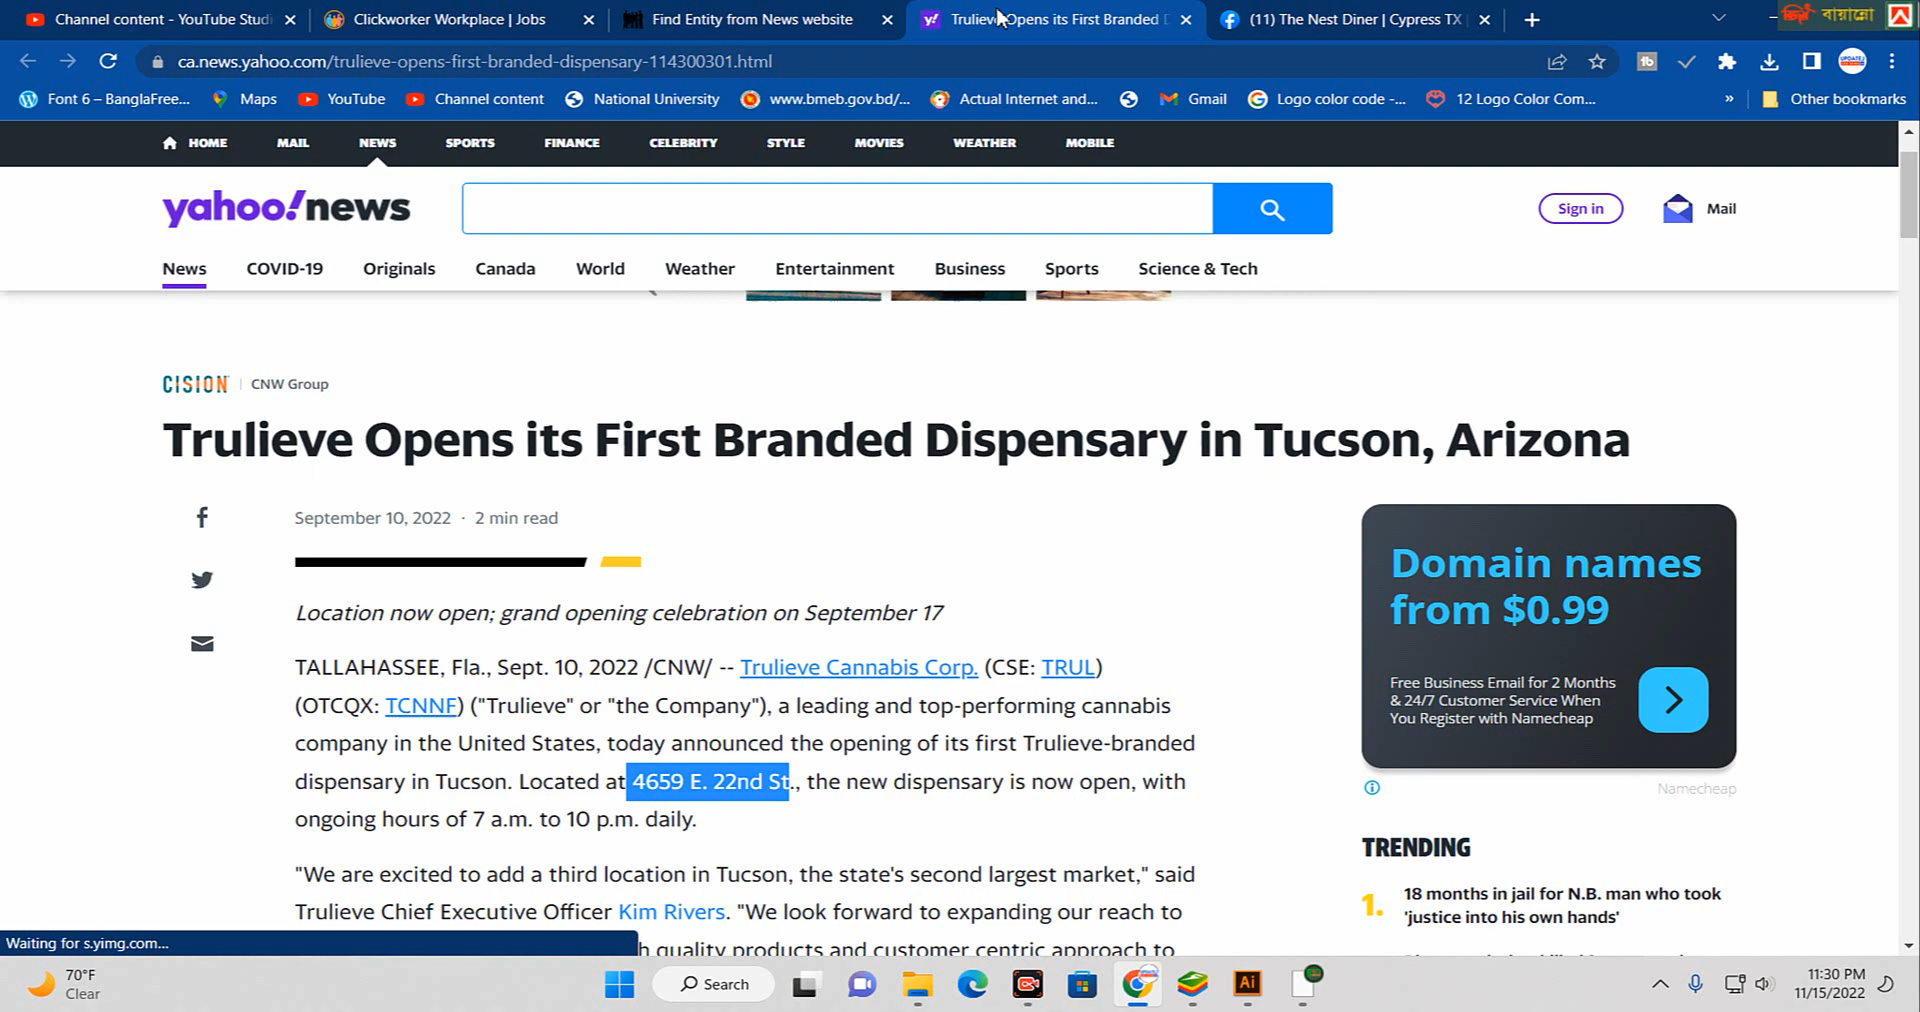 Channel content - YouTube Studi
Clickworker Workplace | Jobs
Find Entity from News website
Trulieve Opens its First Branded D
(11) The Nest Diner | Cypress TX
তিন বায়ান্নো
ca.news.yahoo.com/trulieve-opens-first-branded-dispensary-114300301.html
Font 6 – BanglaFree...
Maps
YouTube
Channel content
National University
www.bmeb.gov.bd/...
Actual Internet and...
Gmail
Logo color code -...
12 Logo Color Com...
»
Other bookmarks
HOME
MAIL
NEWS
SPORTS
FINANCE
CELEBRITY
STYLE
MOVIES
WEATHER
MOBILE
yahoo!news
Sign in
Mail
News
COVID-19
Originals
Canada
World
Weather
Entertainment
Business
Sports
Science & Tech
CISION | CNW Group
Trulieve Opens its First Branded Dispensary in Tucson, Arizona
September 10, 2022 · 2 min read
Location now open; grand opening celebration on September 17
TALLAHASSEE, Fla., Sept. 10, 2022 /CNW/ -- Trulieve Cannabis Corp. (CSE: TRUL)
(OTCQX: TCNNF) ("Trulieve" or "the Company"), a leading and top-performing cannabis
company in the United States, today announced the opening of its first Trulieve-branded
dispensary in Tucson. Located at 4659 E. 22nd St., the new dispensary is now open, with
ongoing hours of 7 a.m. to 10 p.m. daily.
"We are excited to add a third location in Tucson, the state's second largest market," said
Trulieve Chief Executive Officer Kim Rivers. "We look forward to expanding our reach to
h quality products and customer centric approach to
Domain names
from $0.99
Free Business Email for 2 Months
& 24/7 Customer Service When
You Register with Namecheap
Namecheap
TRENDING
1. 18 months in jail for N.B. man who took
'justice into his own hands'
Waiting for s.yimg.com...
70°F
Clear
Search
Ai
11:30 PM
11/15/2022